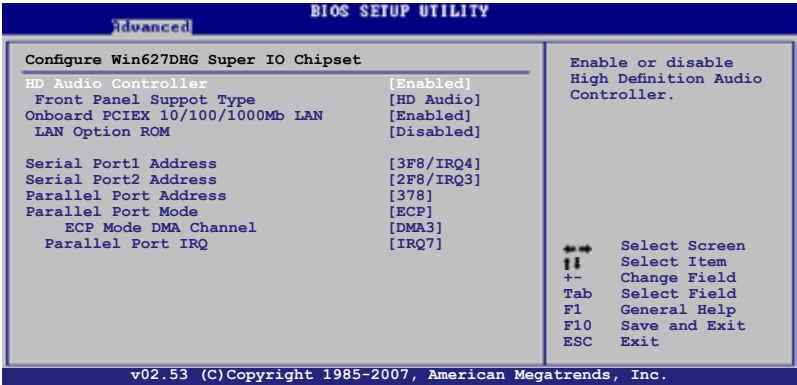 BIOS SETUP UTILITY
Advanced
Configure Win627DHG Super IO Chipset
HD Audio Controller [Enabled]
Front Panel Suppot Type [HD Audio]
Onboard PCIEX 10/100/1000Mb LAN [Enabled]
LAN Option ROM [Disabled]
Serial Port1 Address [3F8/IRQ4]
Serial Port2 Address [2F8/IRQ3]
Parallel Port Address [378]
Parallel Port Mode [ECP]
ECP Mode DMA Channel [DMA3]
Parallel Port IRQ [IRQ7]
Enable or disable
High Definition Audio
Controller.
←→ Select Screen
↑↓ Select Item
+- Change Field
Tab Select Field
F1 General Help
F10 Save and Exit
ESC Exit
v02.53 (C)Copyright 1985-2007, American Megatrends, Inc.